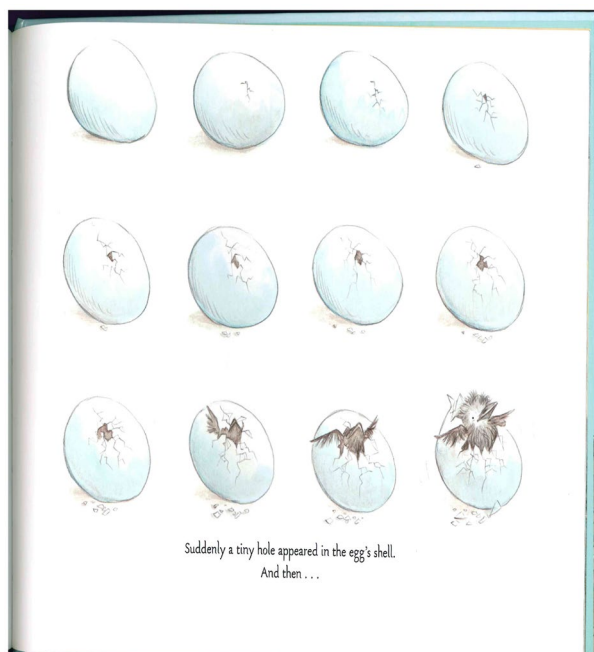 Suddenly a tiny hole appeared in the egg's shell.
And then . . .